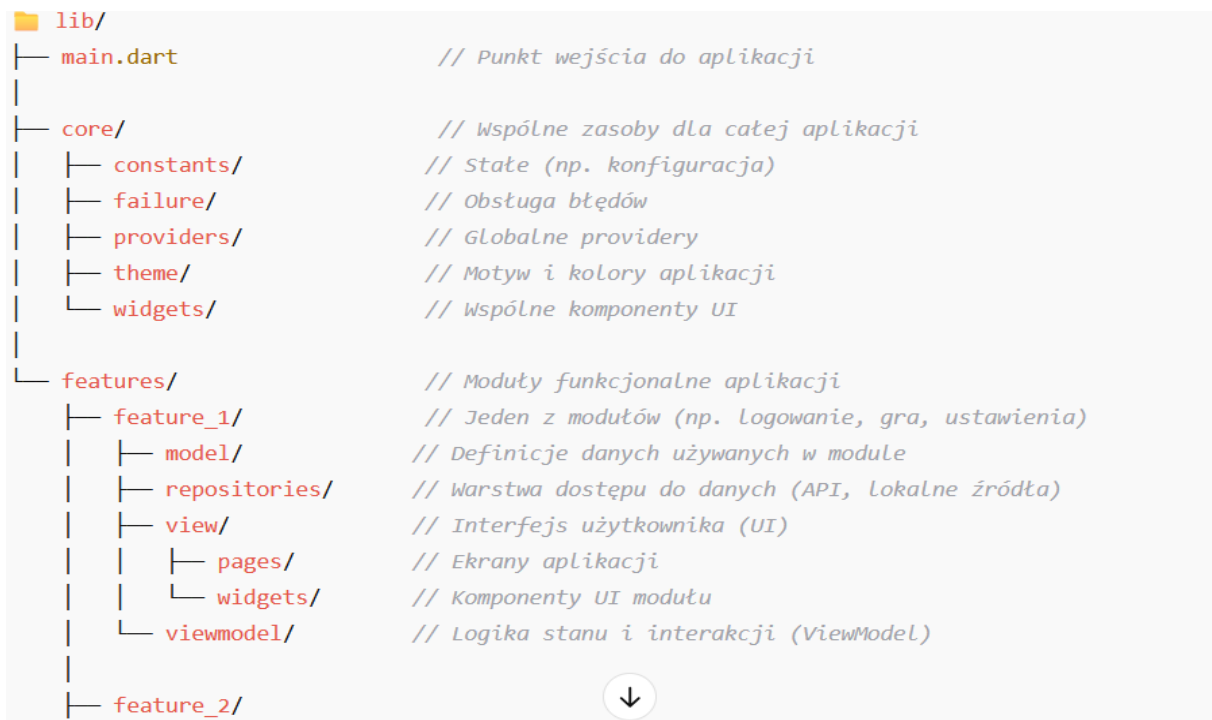 lib/
├── main.dart // Punkt wejścia do aplikacji
│
├── core/ // Wspólne zasoby dla całej aplikacji
│ ├── constants/ // Stałe (np. konfiguracja)
│ ├── failure/ // Obsługa błędów
│ ├── providers/ // Globalne providery
│ ├── theme/ // Motyw i kolory aplikacji
│ └── widgets/ // Wspólne komponenty UI
│
└── features/ // Moduły funkcjonalne aplikacji
├── feature_1/ // Jeden z modułów (np. logowanie, gra, ustawienia)
│ ├── model/ // Definicje danych używanych w module
│ ├── repositories/ // Warstwa dostępu do danych (API, lokalne źródła)
│ ├── view/ // Interfejs użytkownika (UI)
│ │ ├── pages/ // Ekrany aplikacji
│ │ └── widgets/ // Komponenty UI modułu
│ └── viewmodel/ // Logika stanu i interakcji (ViewModel)
│
├── feature_2/